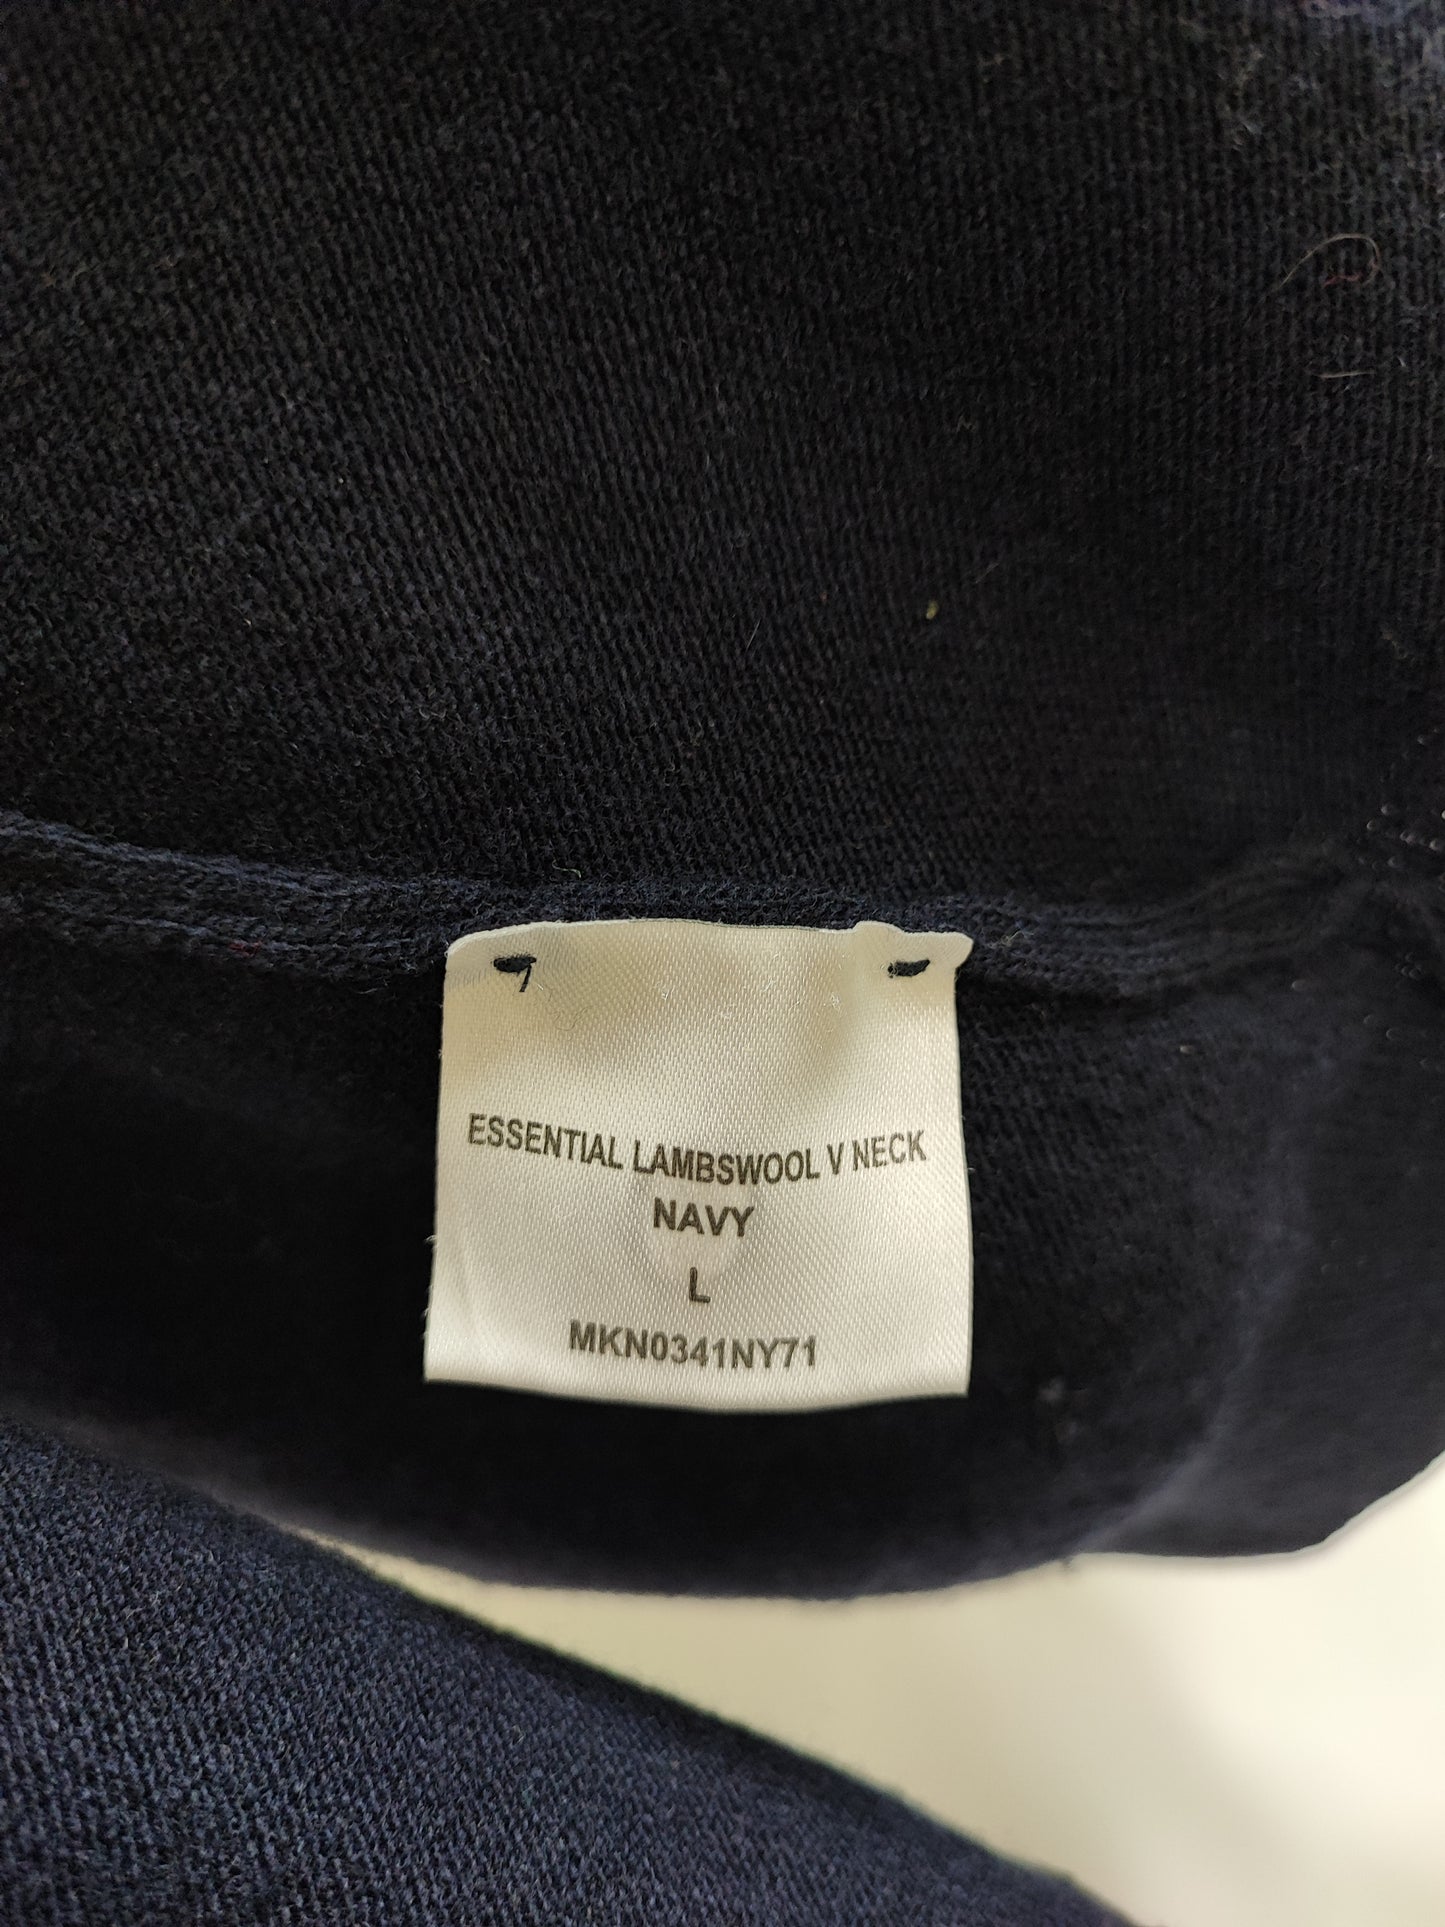 ESSENTIAL LAMBSWOOL V NECK
NAVY
L
MKN0341NY71